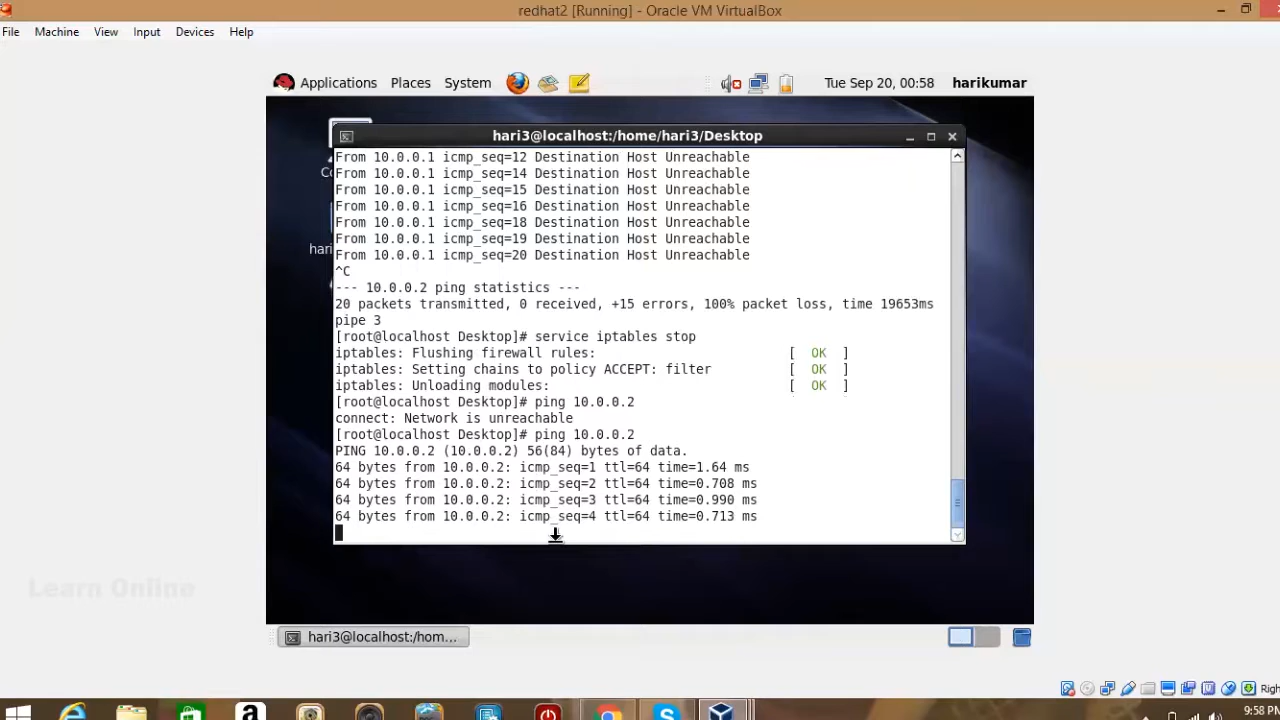 redhat2 [Running] - Oracle VM VirtualBox
File Machine View Input Devices Help
Applications Places System Tue Sep 20, 00:58 harikumar
hari3@localhost:/home/hari3/Desktop
From 10.0.0.1 icmp_seq=12 Destination Host Unreachable
From 10.0.0.1 icmp_seq=14 Destination Host Unreachable
From 10.0.0.1 icmp_seq=15 Destination Host Unreachable
From 10.0.0.1 icmp_seq=16 Destination Host Unreachable
From 10.0.0.1 icmp_seq=18 Destination Host Unreachable
From 10.0.0.1 icmp_seq=19 Destination Host Unreachable
From 10.0.0.1 icmp_seq=20 Destination Host Unreachable
^C
--- 10.0.0.2 ping statistics ---
20 packets transmitted, 0 received, +15 errors, 100% packet loss, time 19653ms
pipe 3
[root@localhost Desktop]# service iptables stop
iptables: Flushing firewall rules: [ OK ]
iptables: Setting chains to policy ACCEPT: filter [ OK ]
iptables: Unloading modules: [ OK ]
[root@localhost Desktop]# ping 10.0.0.2
connect: Network is unreachable
[root@localhost Desktop]# ping 10.0.0.2
PING 10.0.0.2 (10.0.0.2) 56(84) bytes of data.
64 bytes from 10.0.0.2: icmp_seq=1 ttl=64 time=1.64 ms
64 bytes from 10.0.0.2: icmp_seq=2 ttl=64 time=0.708 ms
64 bytes from 10.0.0.2: icmp_seq=3 ttl=64 time=0.990 ms
64 bytes from 10.0.0.2: icmp_seq=4 ttl=64 time=0.713 ms
Learn Online
hari3@localhost:/hom...
Righ
9:58 PM